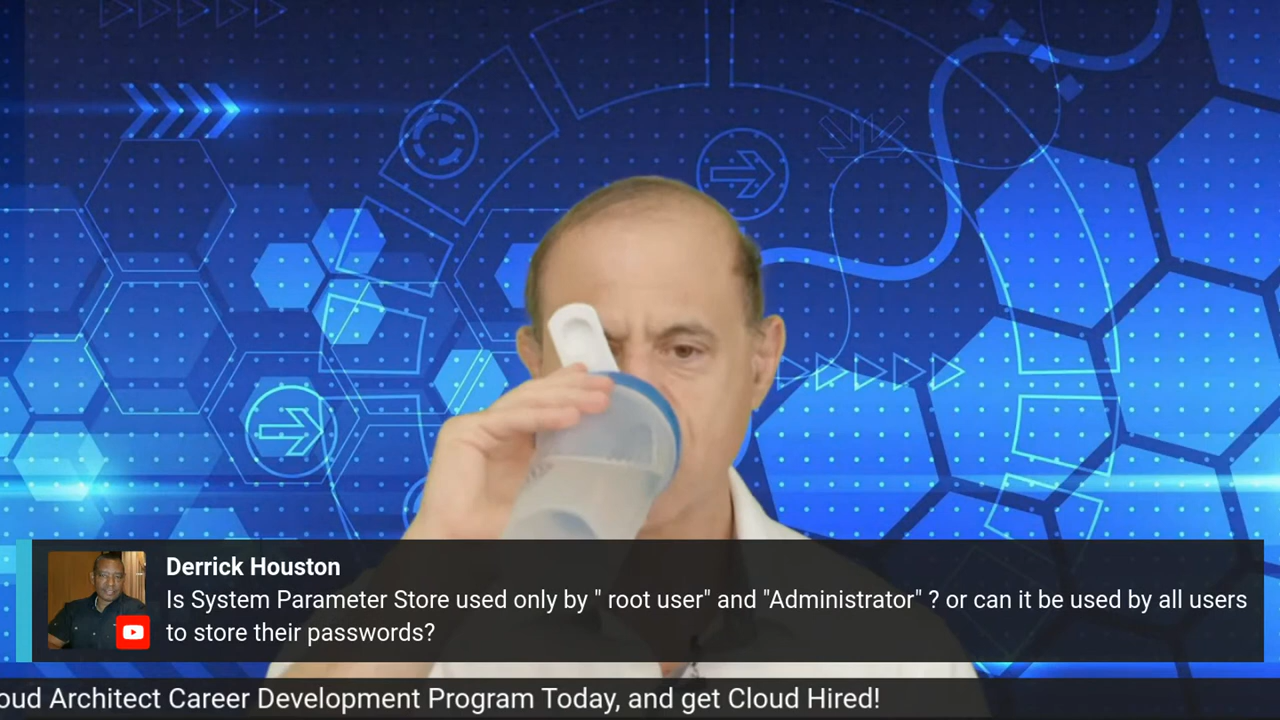 Derrick Houston
Is System Parameter Store used only by " root user" and "Administrator" ? or can it be used by all users
to store their passwords?
oud Architect Career Development Program Today, and get Cloud Hired!